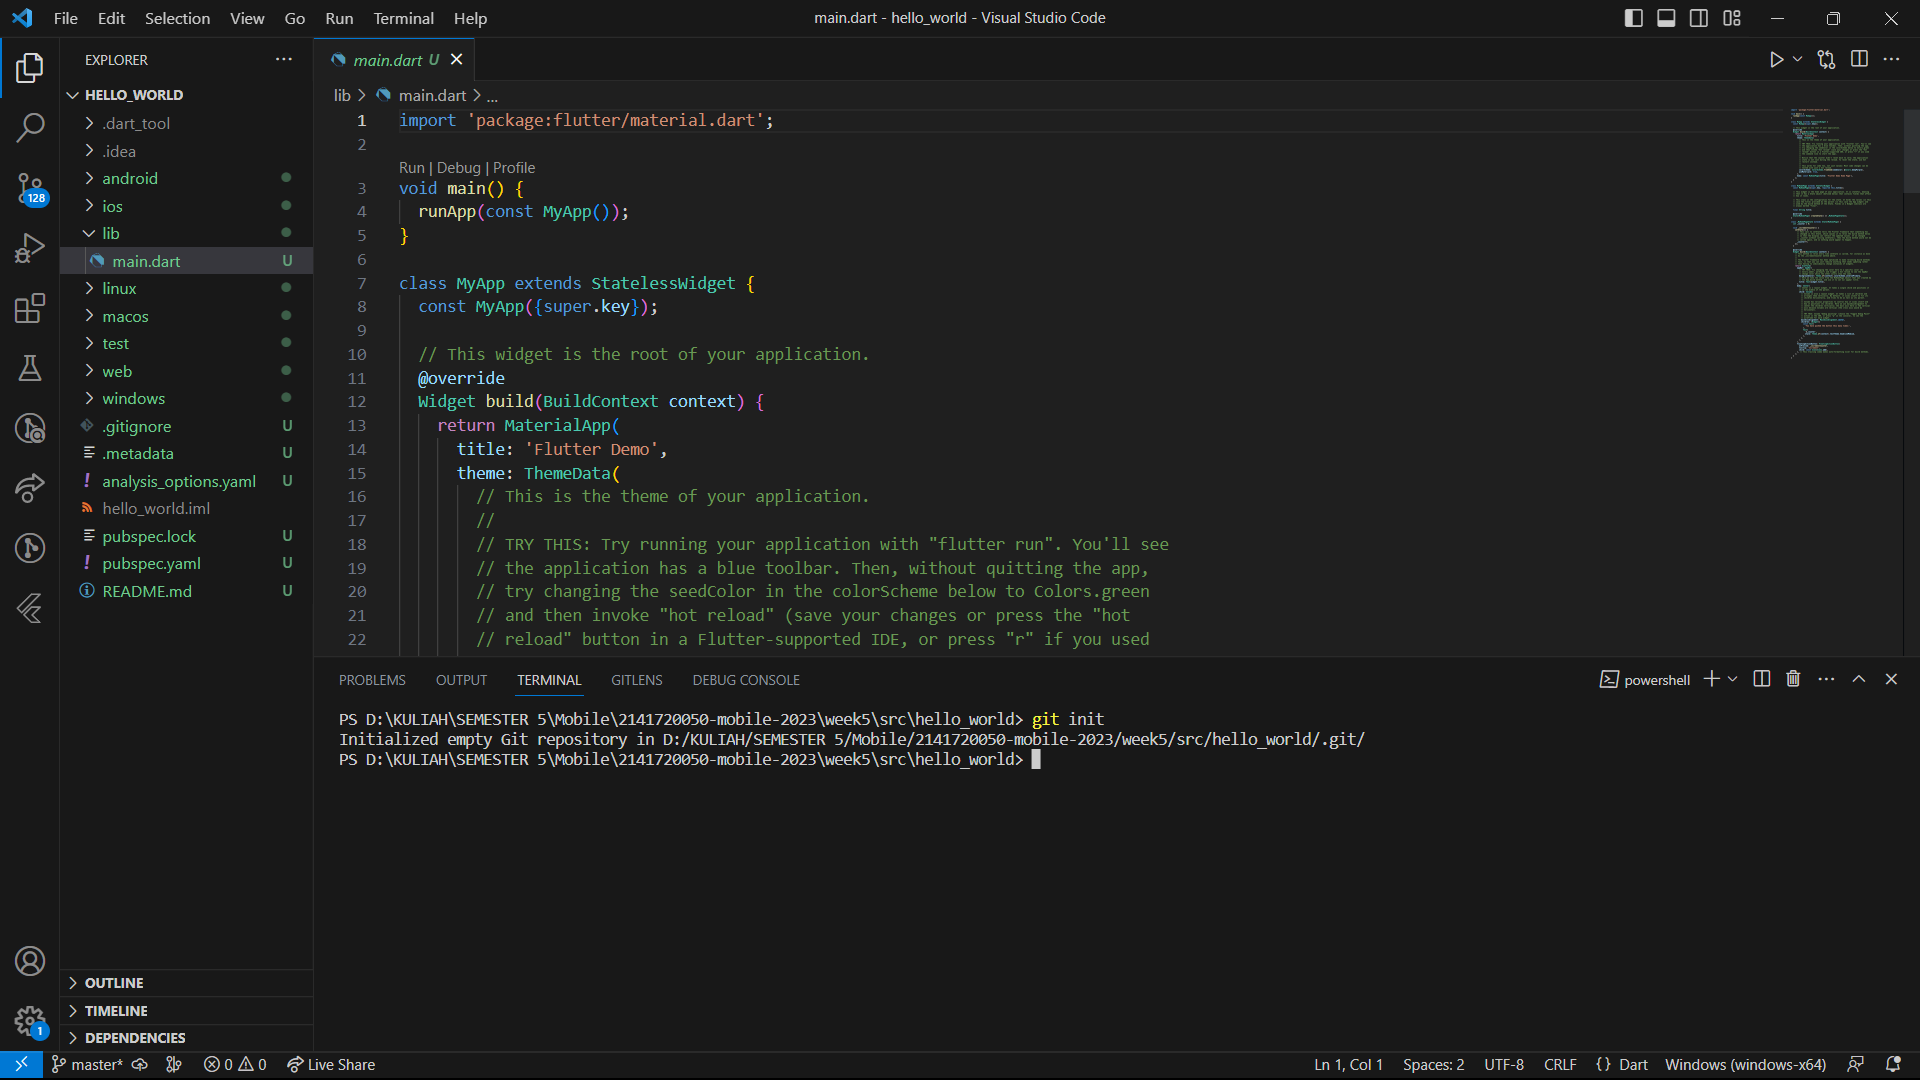 File Edit Selection View Go Run Terminal Help
main.dart - hello_world - Visual Studio Code
EXPLORER
HELLO_WORLD
.dart_tool
.idea
android
ios
lib
main.dart U
linux
macos
test
web
windows
.gitignore U
.metadata U
analysis_options.yaml U
hello_world.iml
pubspec.lock U
pubspec.yaml U
README.md U
OUTLINE
TIMELINE
DEPENDENCIES
128
1
main.dart U
lib > main.dart > ...
1 import 'package:flutter/material.dart';
2
Run | Debug | Profile
3 void main() {
4 runApp(const MyApp());
5 }
6
7 class MyApp extends StatelessWidget {
8 const MyApp({super.key});
9
10 // This widget is the root of your application.
11 @override
12 Widget build(BuildContext context) {
13 return MaterialApp(
14 title: 'Flutter Demo',
15 theme: ThemeData(
16 // This is the theme of your application.
17 //
18 // TRY THIS: Try running your application with "flutter run". You'll see
19 // the application has a blue toolbar. Then, without quitting the app,
20 // try changing the seedColor in the colorScheme below to Colors.green
21 // and then invoke "hot reload" (save your changes or press the "hot
22 // reload" button in a Flutter-supported IDE, or press "r" if you used
PROBLEMS OUTPUT TERMINAL GITLENS DEBUG CONSOLE
powershell
PS D:\KULIAH\SEMESTER 5\Mobile\2141720050-mobile-2023\week5\src\hello_world> git init
Initialized empty Git repository in D:/KULIAH/SEMESTER 5/Mobile/2141720050-mobile-2023/week5/src/hello_world/.git/
PS D:\KULIAH\SEMESTER 5\Mobile\2141720050-mobile-2023\week5\src\hello_world>
master* 0 0 Live Share
Ln 1, Col 1 Spaces: 2 UTF-8 CRLF {} Dart Windows (windows-x64)